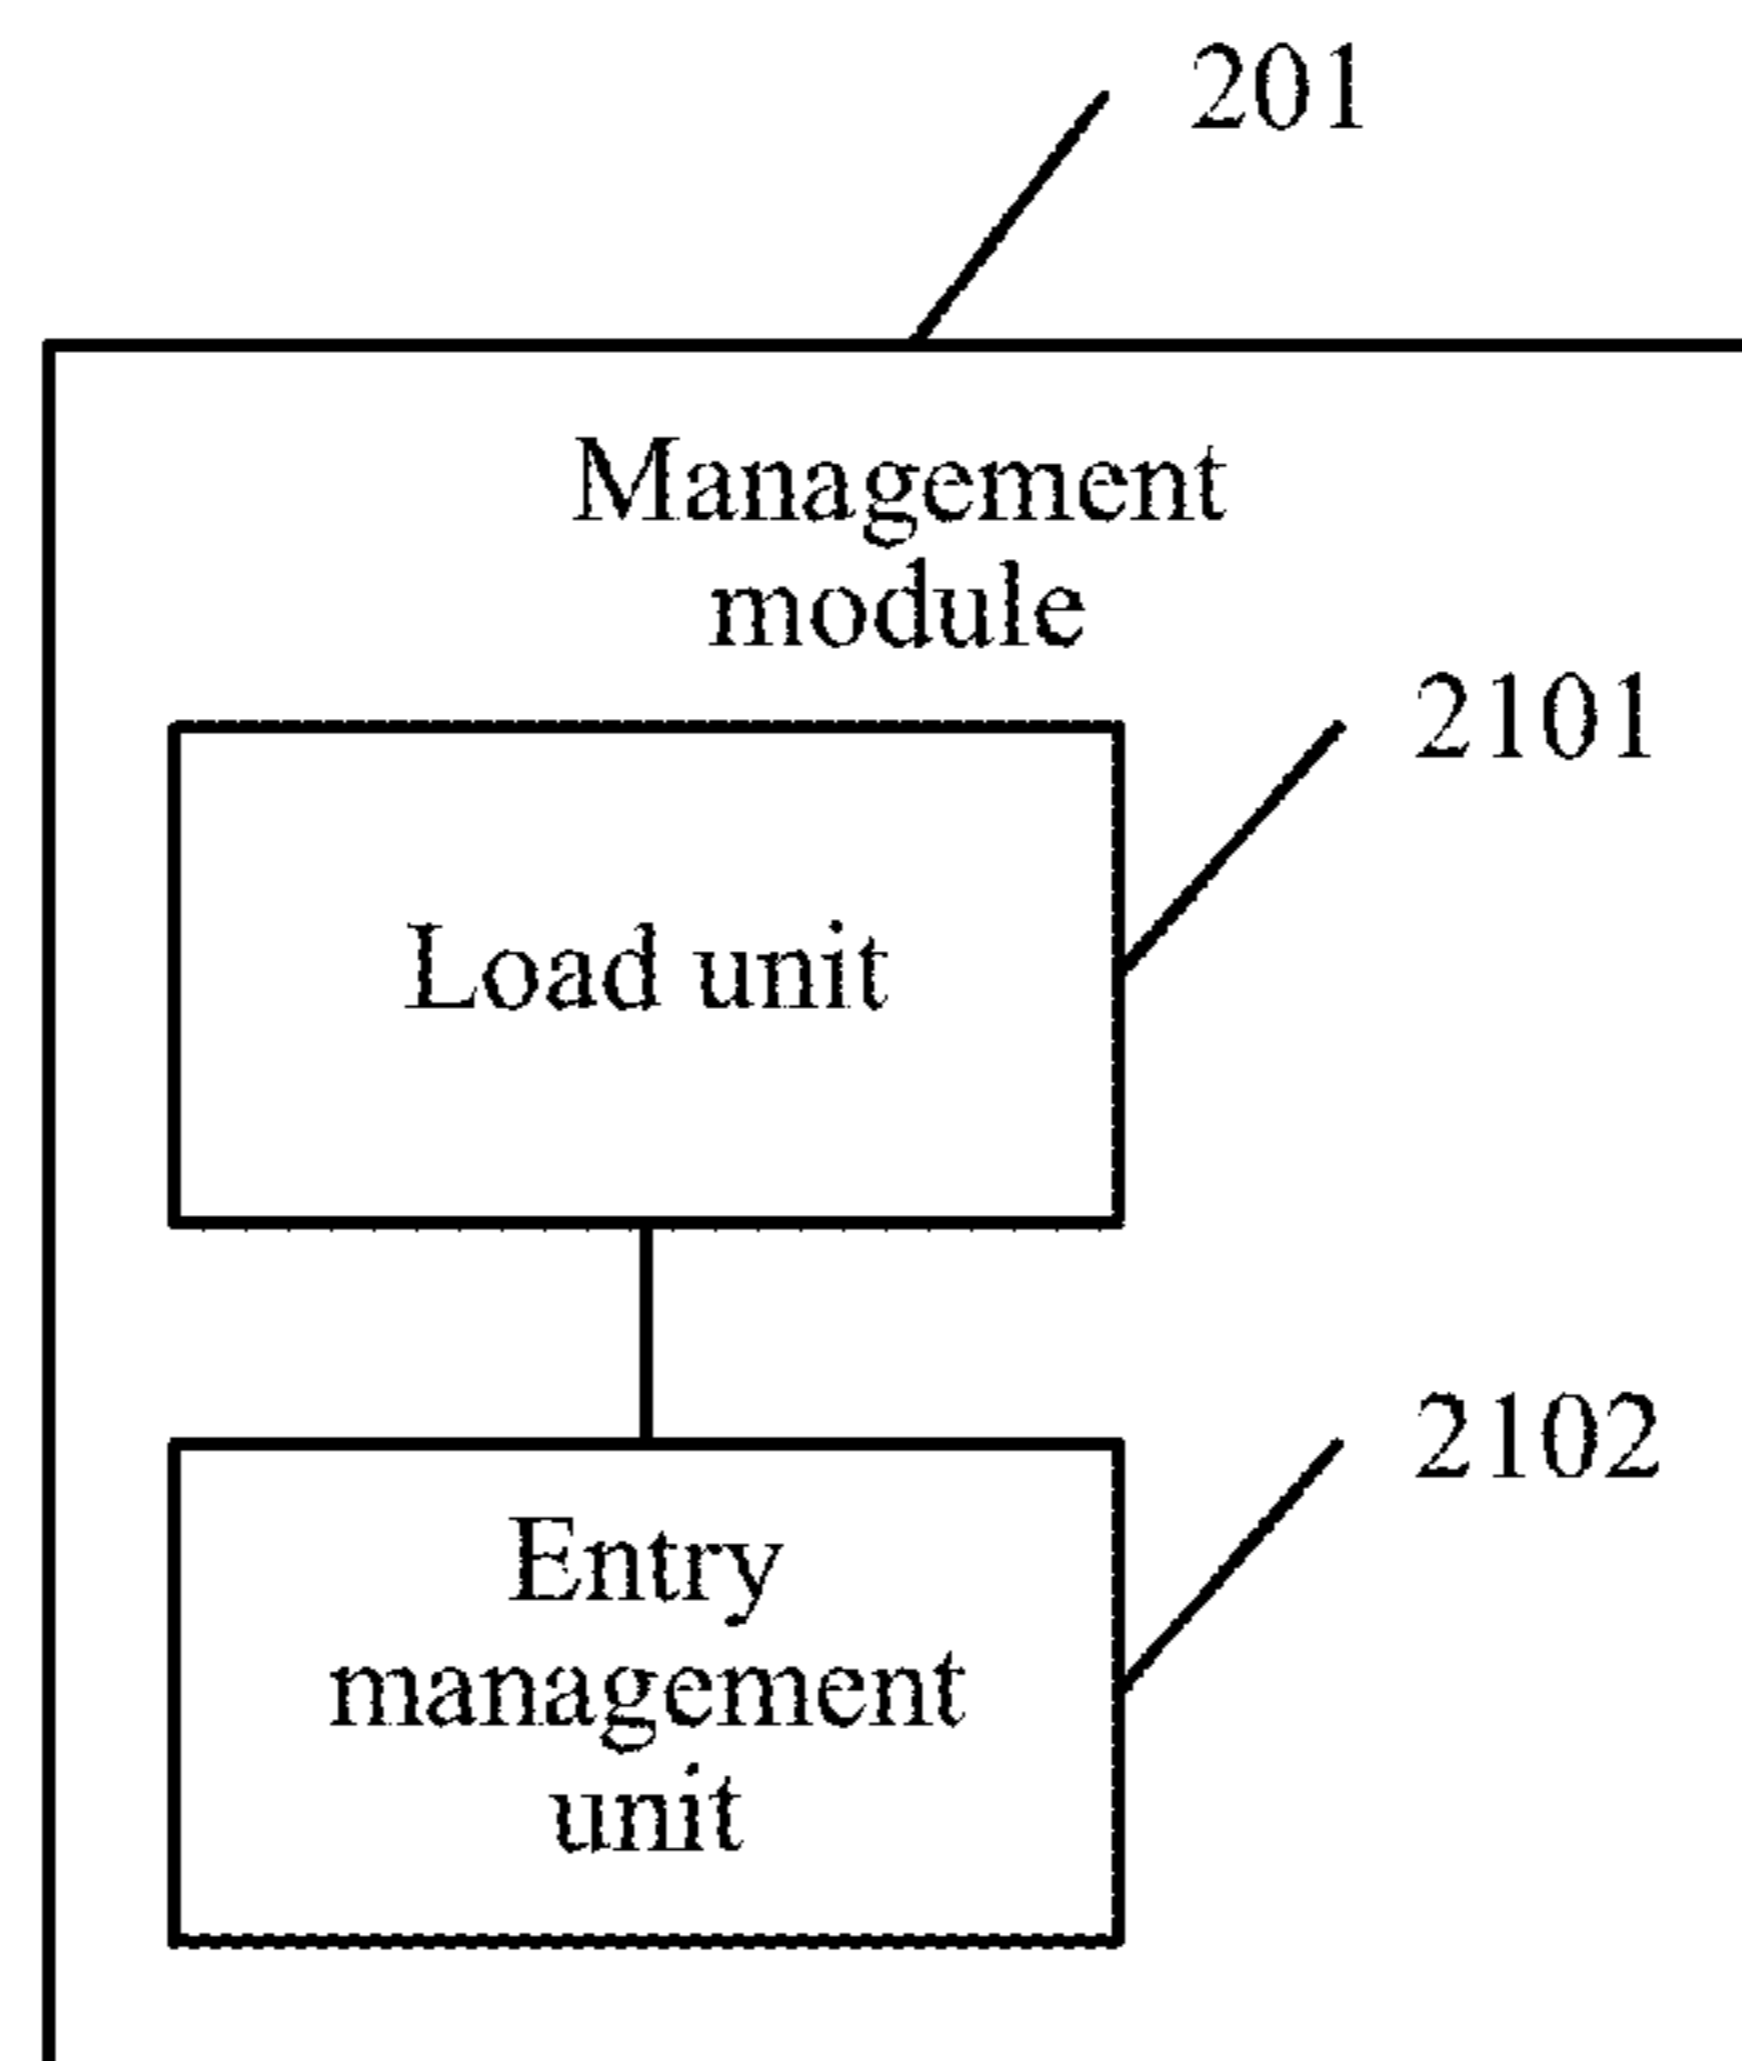 201
Management
module
2101
Load unit
2102
Entry
management
unit